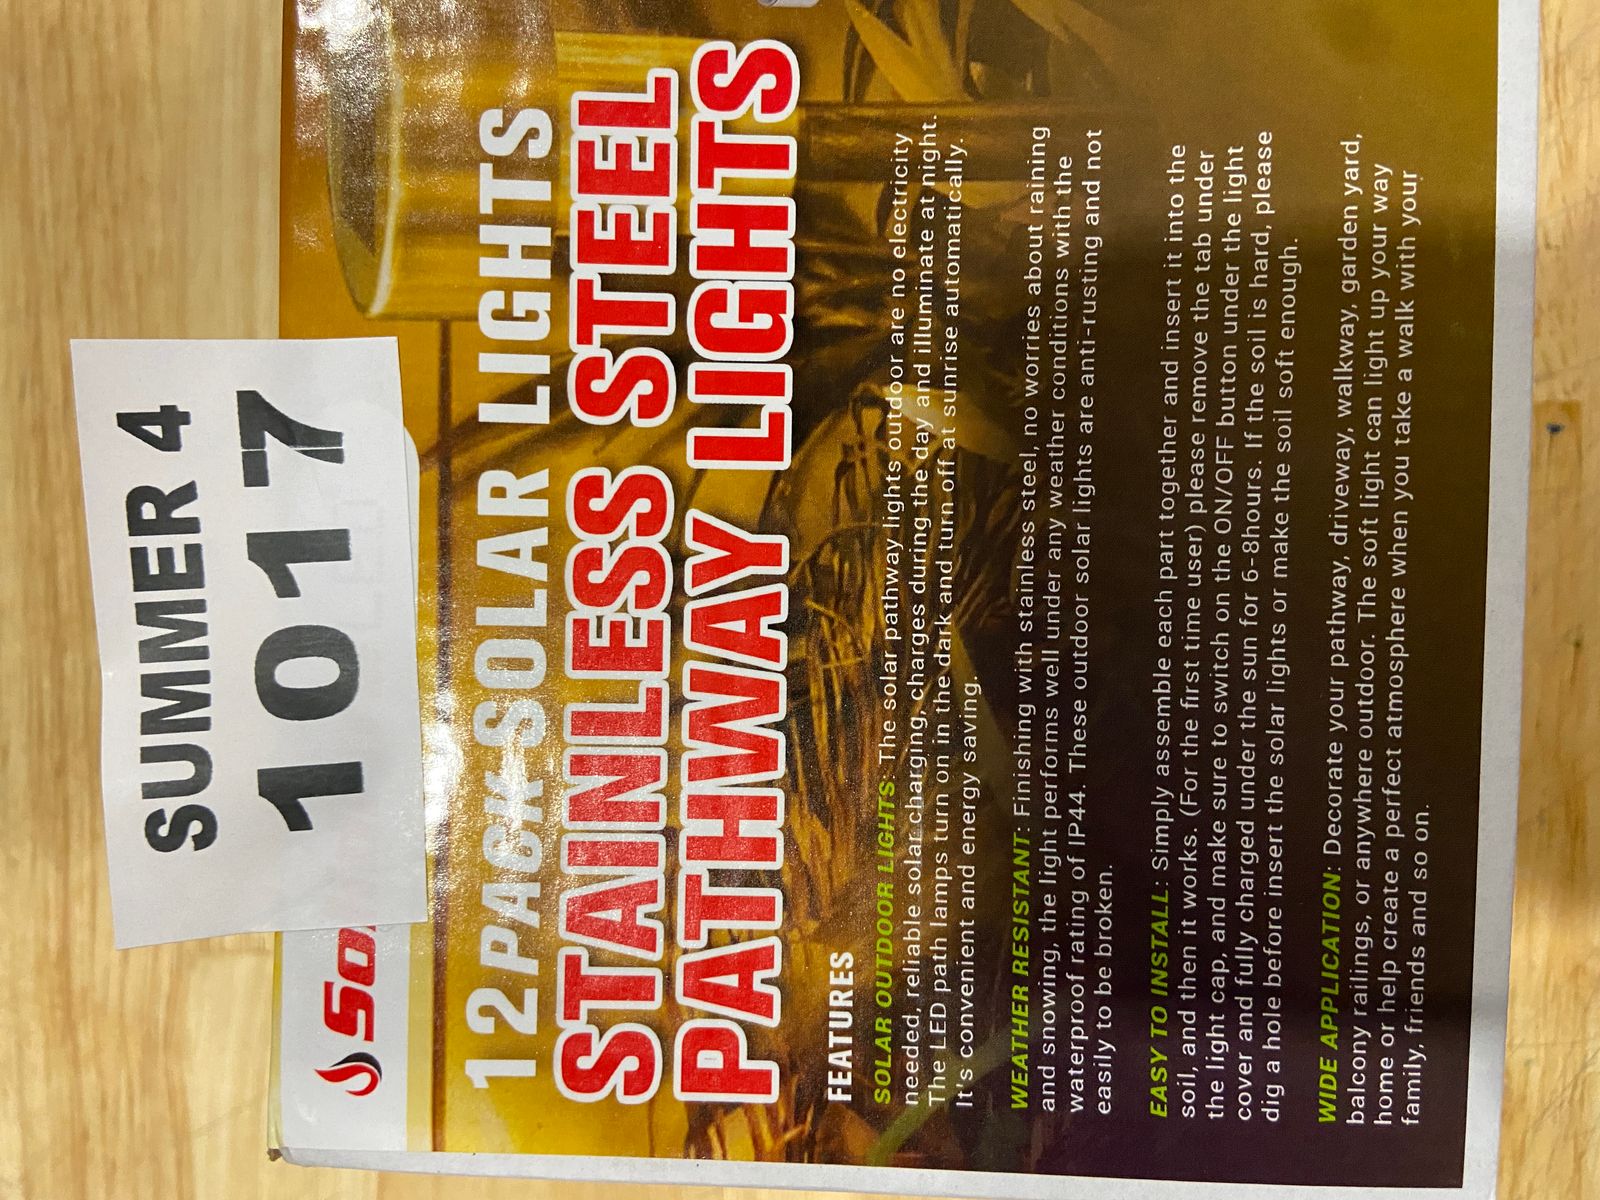 SUMMER 4
1017
12 PACK SOLAR LIGHTS
STAINLESS STEEL
PATHWAY LIGHTS
FEATURES
SOLAR OUTDOOR LIGHTS: The solar pathway lights outdoor are no electricity
needed, reliable solar charging, charges during the day and illuminate at night.
The LED path lamps turn on in the dark and turn off at sunrise automatically.
It's convenient and energy saving.
WEATHER RESISTANT: Finishing with stainless steel, no worries about raining
and snowing, the light performs well under any weather conditions with the
waterproof rating of IP44. These outdoor solar lights are anti-rusting and not
easily to be broken.
EASY TO INSTALL: Simply assemble each part together and insert it into the
soil, and then it works. (For the first time user) please remove the tab under
the light cap, and make sure to switch on the ON/OFF button under the light
cover and fully charged under the sun for 6-8hours. If the soil is hard, please
dig a hole before insert the solar lights or make the soil soft enough.
WIDE APPLICATION: Decorate your pathway, driveway, walkway, garden yard,
balcony railings, or anywhere outdoor. The soft light can light up your way
home or help create a perfect atmosphere when you take a walk with your
family, friends and so on.